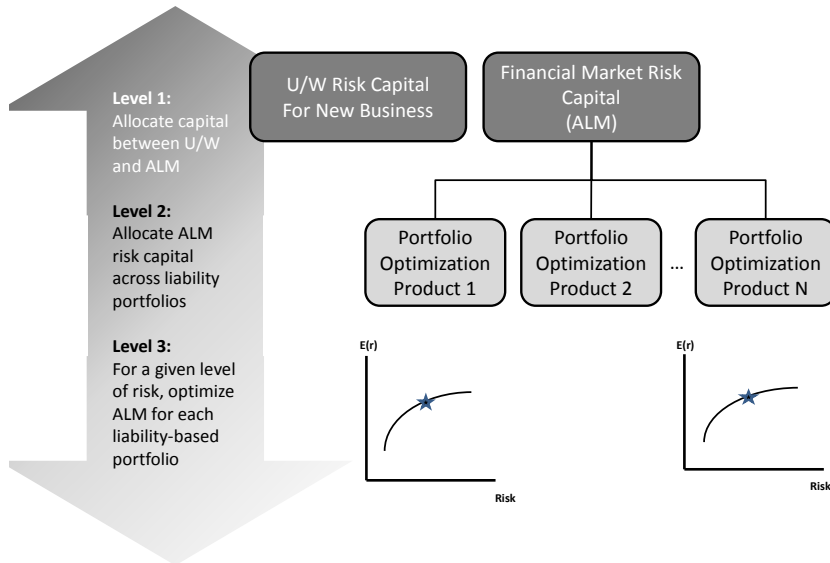 Level 1:
Allocate capital
between U/W
and ALM
Level 2:
Allocate ALM
risk capital
across liability
portfolios
Level 3:
For a given level
of risk, optimize
ALM for each
liability-based
portfolio
U/W Risk Capital
For New Business
Financial Market Risk
Capital
(ALM)
Portfolio
Optimization
Product 1
Portfolio
Optimization
Product 2
...
Portfolio
Optimization
Product N
E(r)
Risk
E(r)
Risk